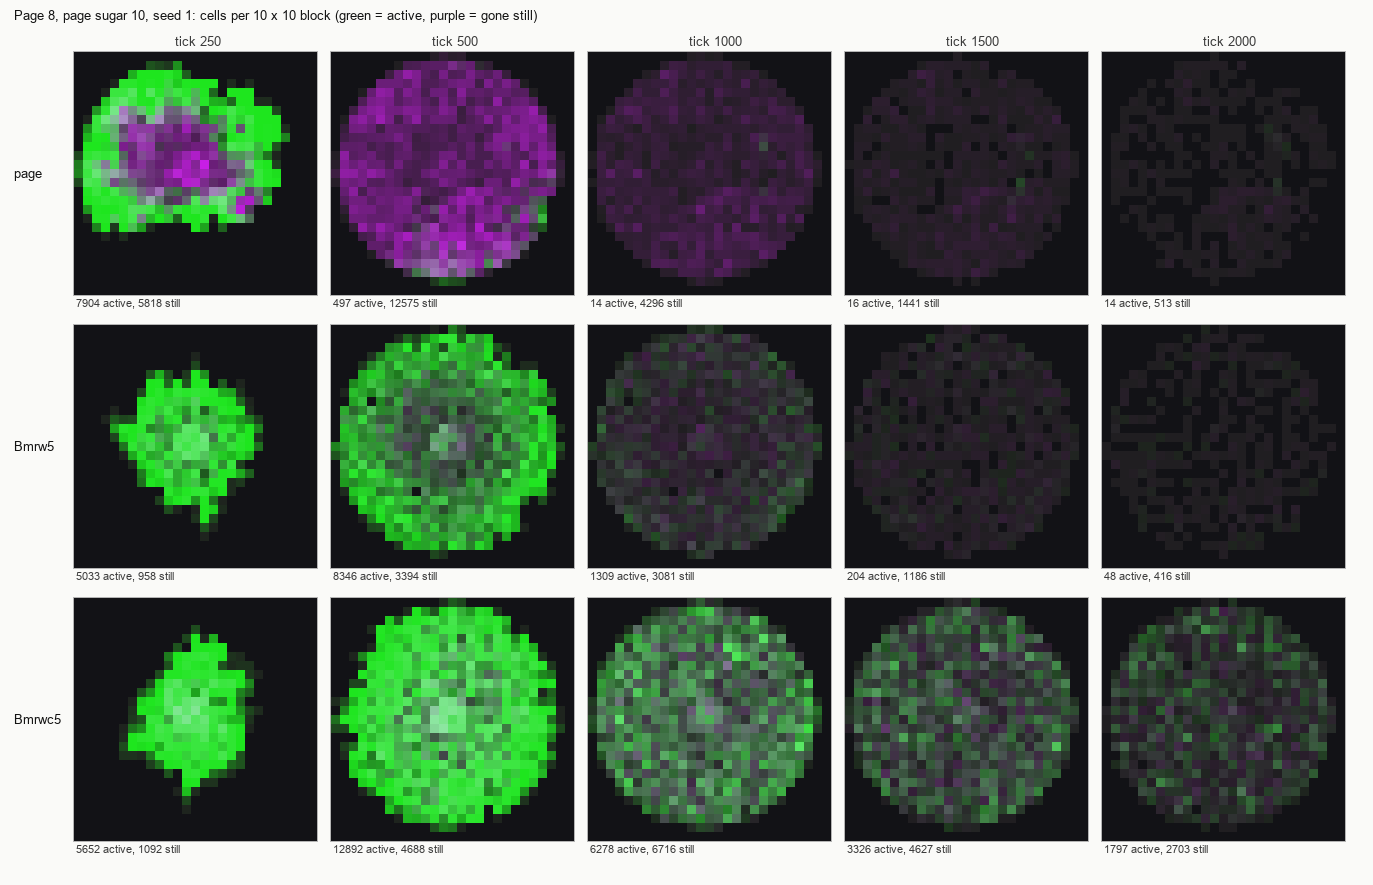 Page 8, page sugar 10, seed 1: cells per 10 x 10 block (green = active, purple = gone still)
tick 250 tick 500 tick 1000 tick 1500 tick 2000
page
7904 active, 5818 still 497 active, 12575 still 14 active, 4296 still 16 active, 1441 still 14 active, 513 still
Bmrw5
5033 active, 958 still 8346 active, 3394 still 1309 active, 3081 still 204 active, 1186 still 48 active, 416 still
Bmrwc5
5652 active, 1092 still 12892 active, 4688 still 6278 active, 6716 still 3326 active, 4627 still 1797 active, 2703 still